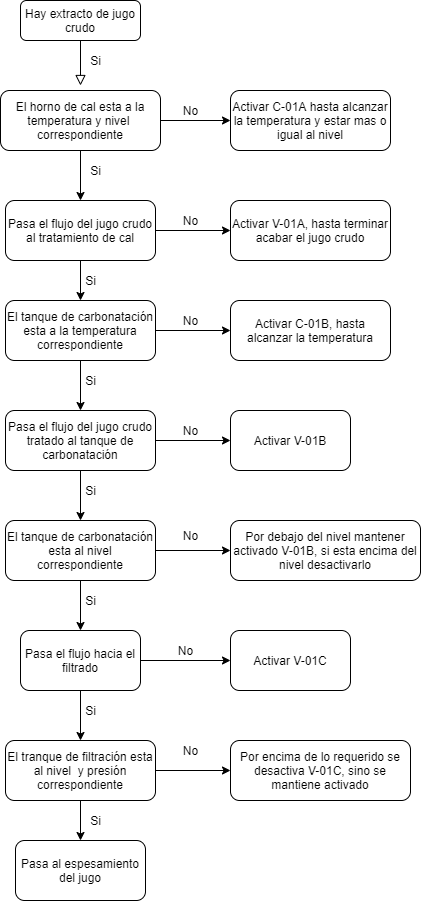 Hay extracto de jugo
crudo
Si
El horno de cal esta a la
temperatura y nivel
correspondiente
No
Activar C-01A hasta alcanzar
la temperatura y estar mas o
igual al nivel
Si
Pasa el flujo del jugo crudo
al tratamiento de cal
No
Activar V-01A, hasta terminar
acabar el jugo crudo
Si
El tanque de carbonatación
esta a la temperatura
correspondiente
No
Activar C-01B, hasta
alcanzar la temperatura
Si
Pasa el flujo del jugo crudo
tratado al tanque de
carbonatación
No
Activar V-01B
Si
El tanque de carbonatación
esta al nivel
correspondiente
No
Por debajo del nivel mantener
activado V-01B, si esta encima del
nivel desactivarlo
Si
Pasa el flujo hacia el
filtrado
No
Activar V-01C
Si
El tranque de filtración esta
al nivel y presión
correspondiente
No
Por encima de lo requerido se
desactiva V-01C, sino se
mantiene activado
Si
Pasa al espesamiento
del jugo